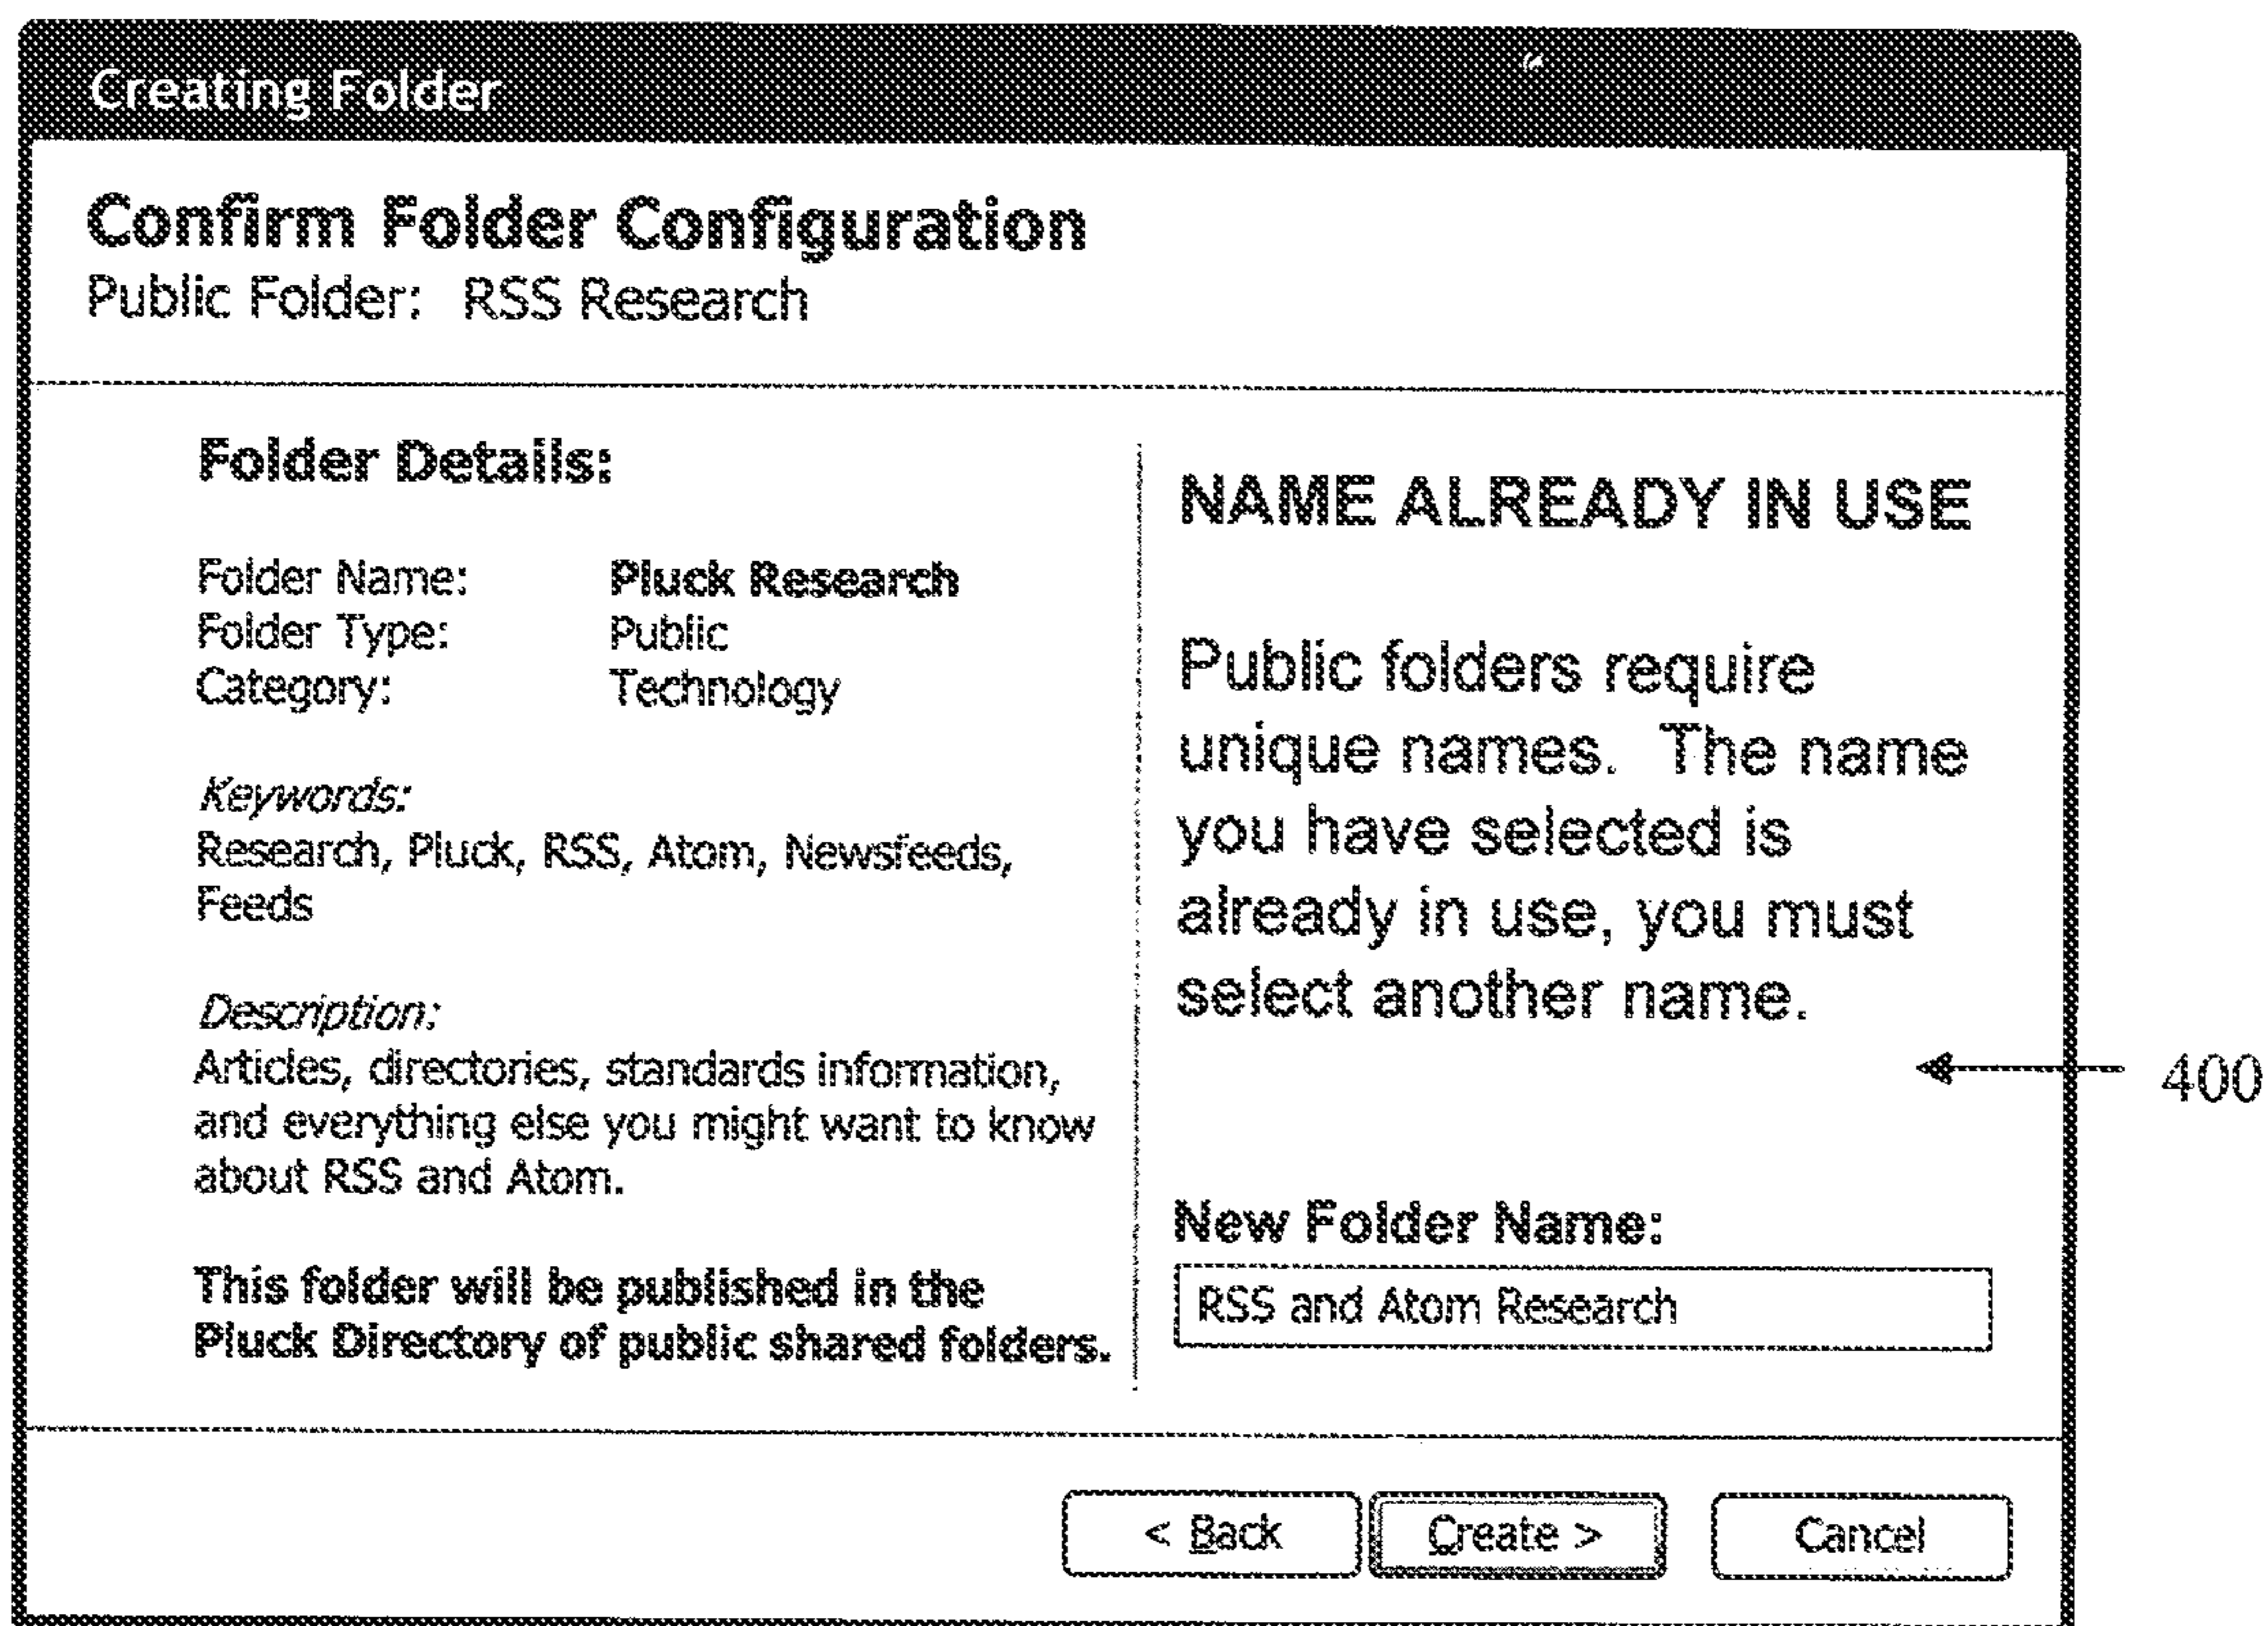 Creating Folder
Confirm Folder Configuration
Public Folder: RSS Research
Folder Details:
Folder Name: Pluck Research
Folder Type: Public
Category: Technology
Keywords:
Research, Pluck, RSS, Atom, Newsfeeds,
Feeds
Description:
Articles, directories, standards information,
and everything else you might want to know
about RSS and Atom.
This folder will be published in the
Pluck Directory of public shared folders.
NAME ALREADY IN USE
Public folders require
unique names. The name
you have selected is
already in use, you must
select another name.
400
New Folder Name:
RSS and Atom Research
< Back Create > Cancel